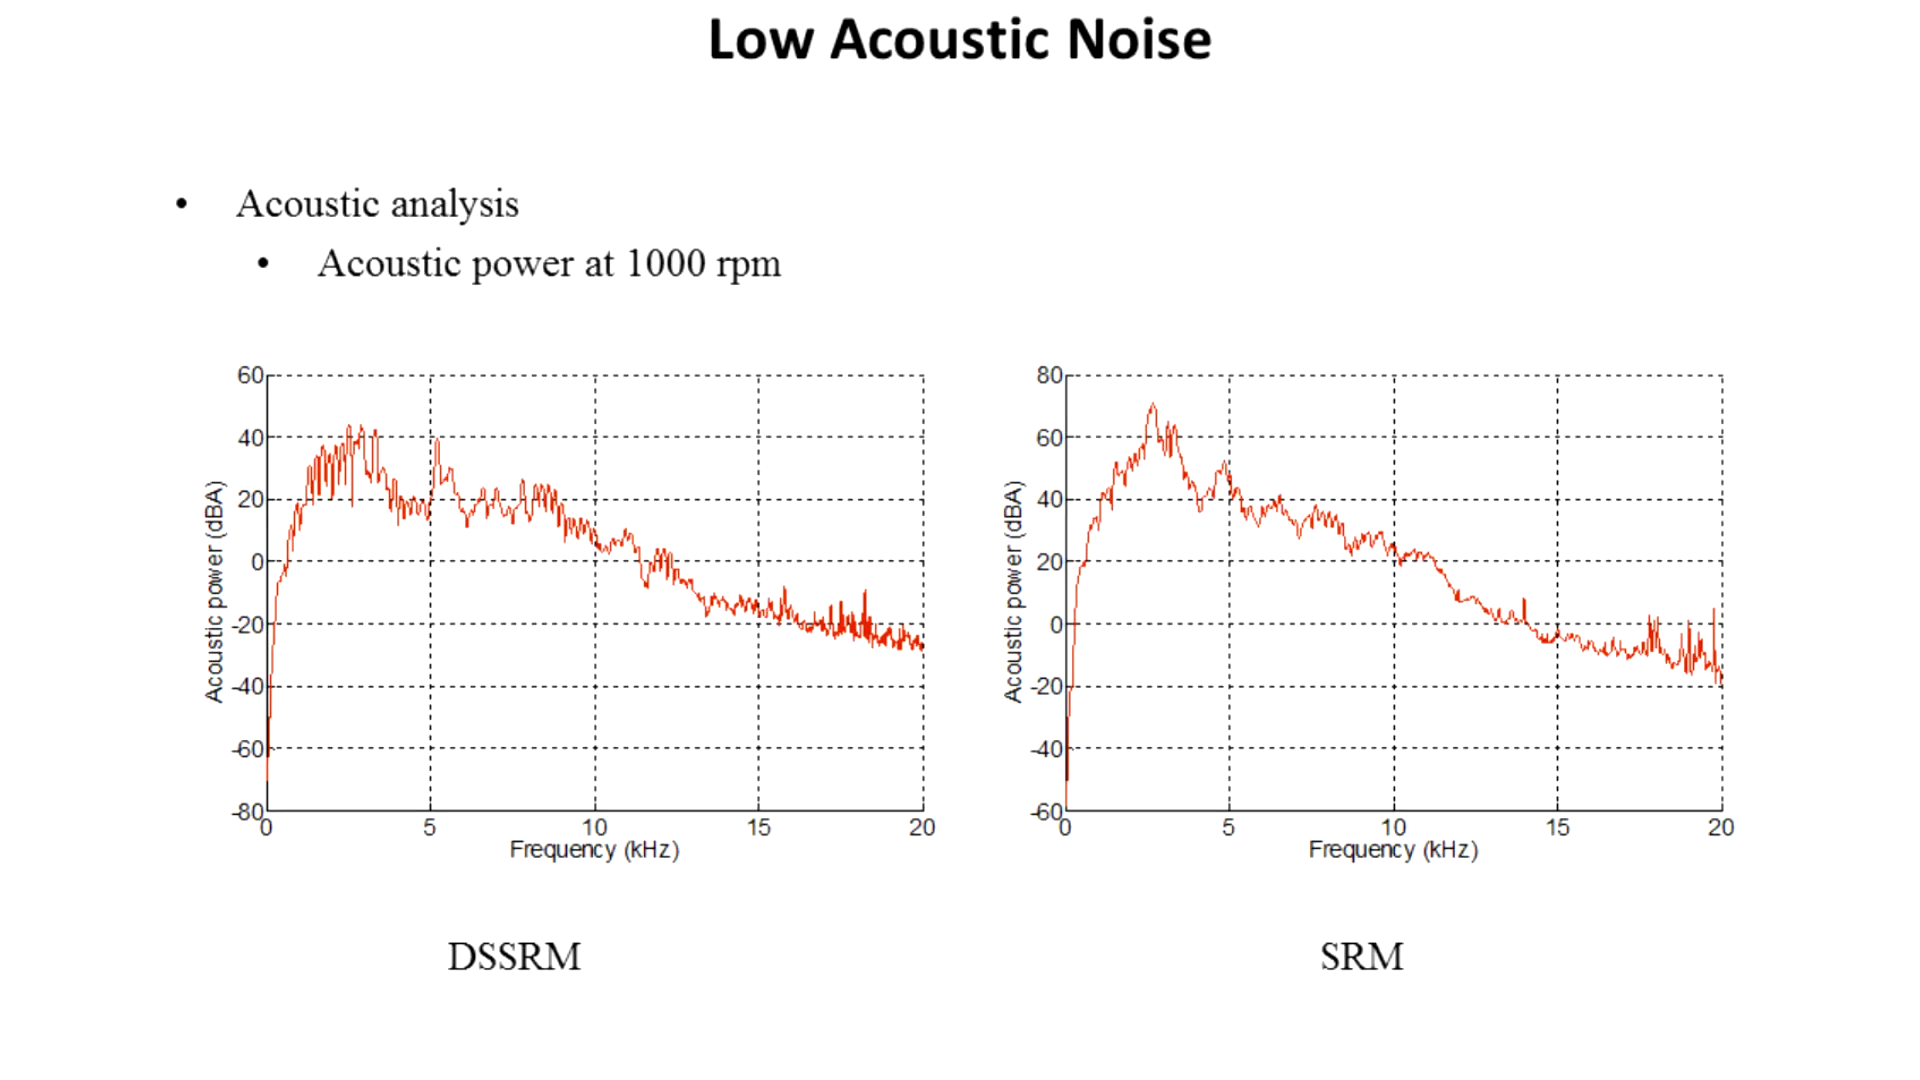 Low Acoustic Noise
• Acoustic analysis
• Acoustic power at 1000 rpm
60
40
20
0
-20
-40
-60
-80
Acoustic power (dBA)
0 5 10 15 20
Frequency (kHz)
80
60
40
20
0
-20
-40
-60
Acoustic power (dBA)
0 5 10 15 20
Frequency (kHz)
DSSRM
SRM